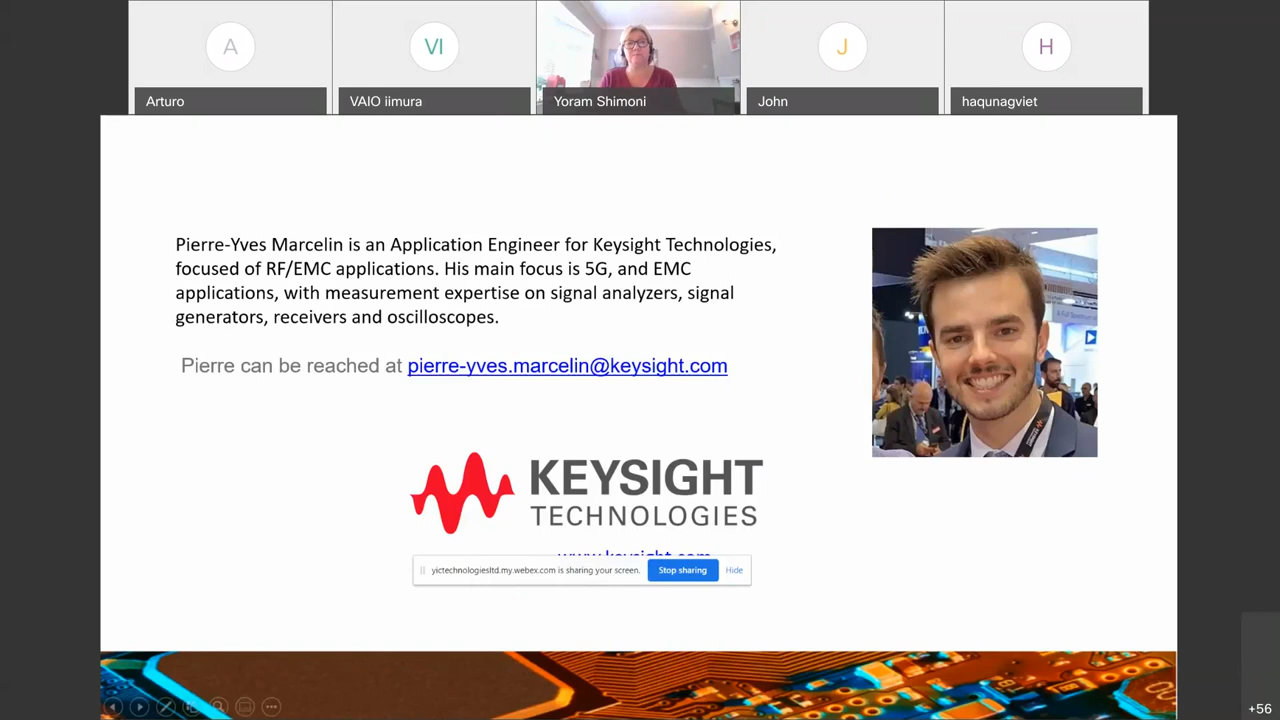 A
VI
J
H
Arturo
VAIO iimura
Yoram Shimoni
John
haqunagviet
Pierre-Yves Marcelin is an Application Engineer for Keysight Technologies,
focused of RF/EMC applications. His main focus is 5G, and EMC
applications, with measurement expertise on signal analyzers, signal
generators, receivers and oscilloscopes.
Pierre can be reached at pierre-yves.marcelin@keysight.com
KEYSIGHT
TECHNOLOGIES
www.keysight.com
yictechnologiesltd.my.webex.com is sharing your screen.
Stop sharing
Hide
+56